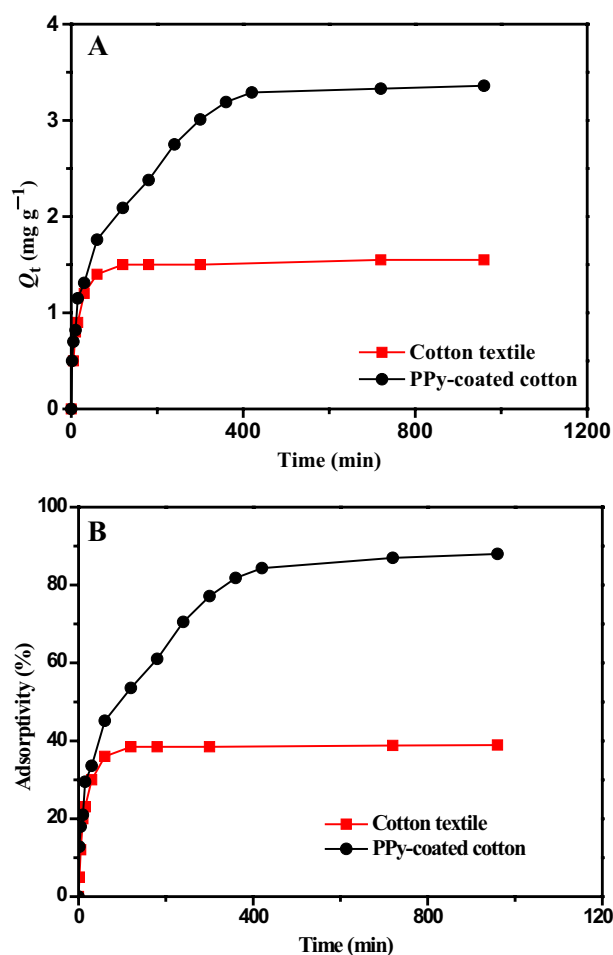 A
4
3
2
1
0
Qt (mg g−1)
Cotton textile
PPy-coated cotton
0 400 800 1200
Time (min)
B
100
80
60
40
20
0
Adsorptivity (%)
Cotton textile
PPy-coated cotton
0 400 800 120
Time (min)